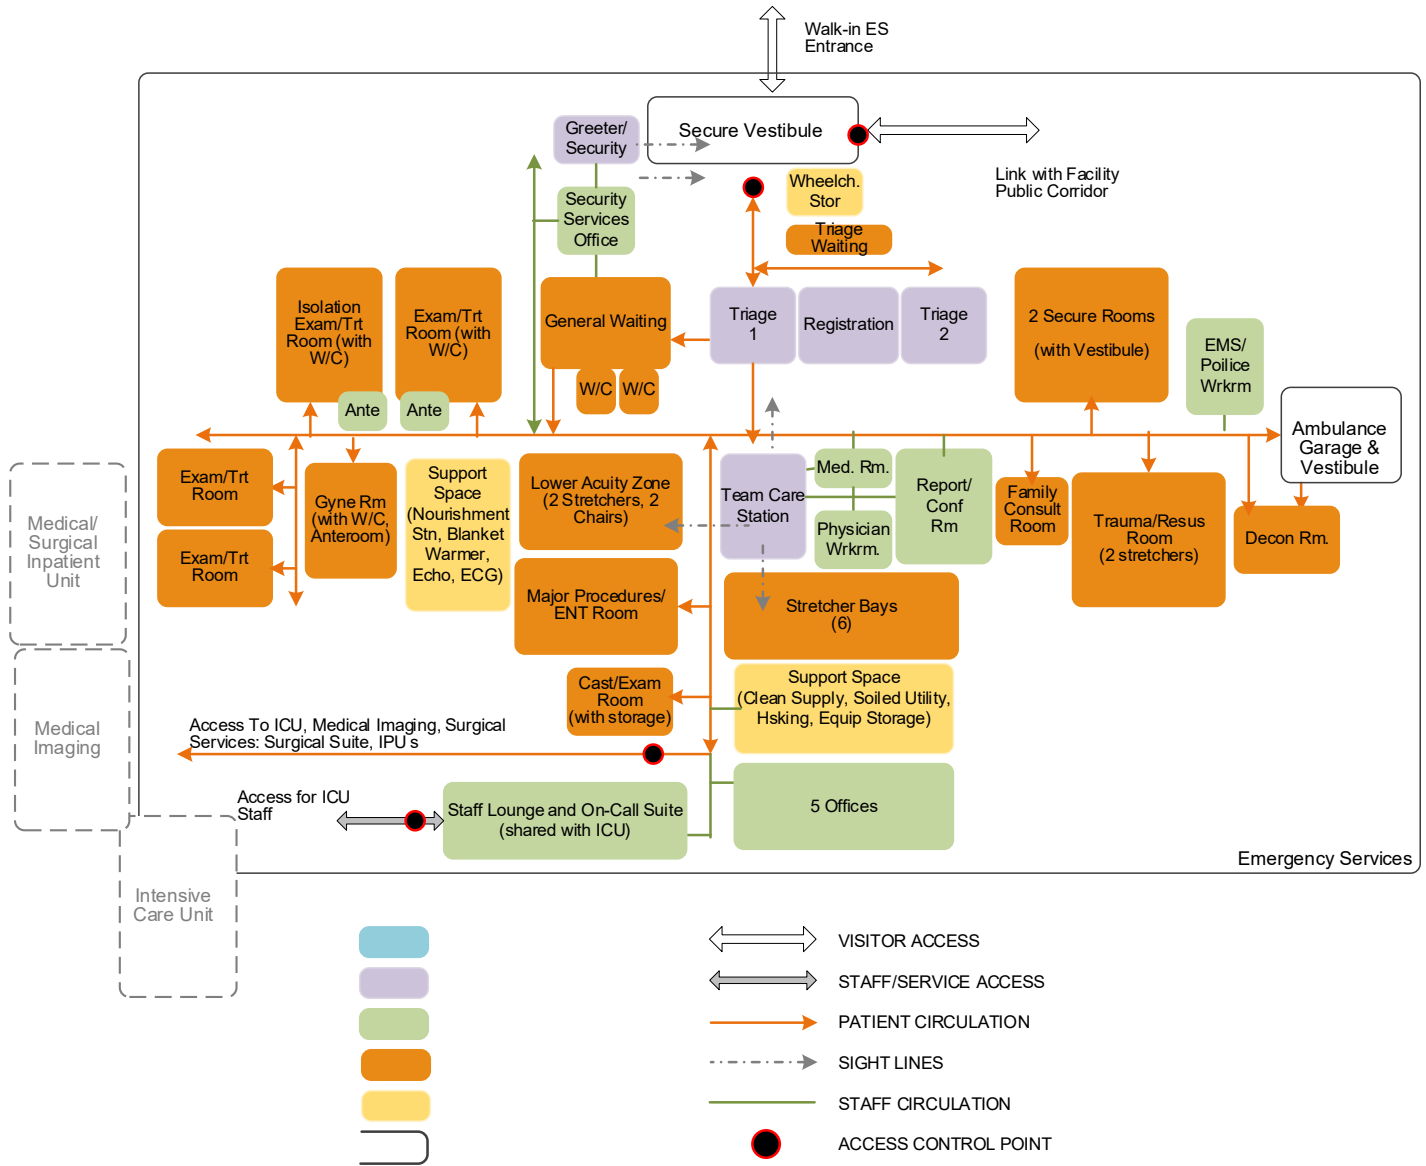 Walk-in ES
Entrance
Secure Vestibule
Greeter/
Security
Link with Facility
Public Corridor
Wheelch.
Stor
Security
Services
Office
Triage
Waiting
Isolation
Exam/Trt
Room (with
W/C)
Exam/Trt
Room (with
W/C)
General Waiting
Triage
1
Registration
Triage
2
2 Secure Rooms
(with Vestibule)
EMS/
Poilice
Wrkrm
W/C
W/C
Ante
Ante
Ambulance
Garage &
Vestibule
Exam/Trt
Room
Gyne Rm
(with W/C,
Anteroom)
Support
Space
(Nourishment
Stn, Blanket
Warmer,
Echo, ECG)
Lower Acuity Zone
(2 Stretchers, 2
Chairs)
Team Care
Station
Med. Rm.
Physician
Wrkrm.
Report/
Conf
Rm
Family
Consult
Room
Trauma/Resus
Room
(2 stretchers)
Decon Rm.
Medical/
Surgical
Inpatient
Unit
Exam/Trt
Room
Major Procedures/
ENT Room
Stretcher Bays
(6)
Cast/Exam
Room
(with storage)
Support Space
(Clean Supply, Soiled Utility,
Hsking, Equip Storage)
Medical
Imaging
Access To ICU, Medical Imaging, Surgical
Services: Surgical Suite, IPU s
Access for ICU
Staff
Staff Lounge and On-Call Suite
(shared with ICU)
5 Offices
Emergency Services
Intensive
Care Unit
VISITOR ACCESS
STAFF/SERVICE ACCESS
PATIENT CIRCULATION
SIGHT LINES
STAFF CIRCULATION
ACCESS CONTROL POINT